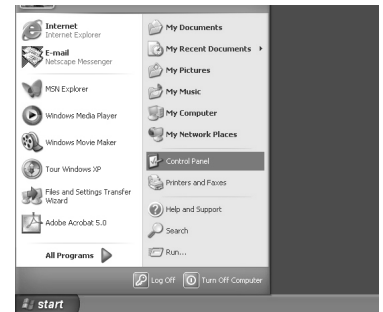 Internet
Internet Explorer
E-mail
Netscape Messenger
MSN Explorer
Windows Media Player
Windows Movie Maker
Tour Windows XP
Files and Settings Transfer
Wizard
Adobe Acrobat 5.0
All Programs
My Documents
My Recent Documents
My Pictures
My Music
My Computer
My Network Places
Control Panel
Printers and Faxes
Help and Support
Search
Run...
Log Off
Turn Off Computer
start